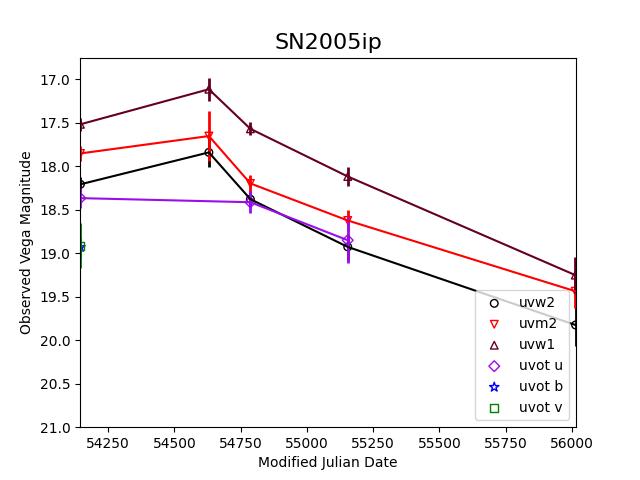 SN2005ip
Observed Vega Magnitude
17.0
17.5
18.0
18.5
19.0
19.5
20.0
20.5
21.0
uvw2
uvm2
uvw1
uvot u
uvot b
uvot v
54250 54500 54750 55000 55250 55500 55750 56000
Modified Julian Date